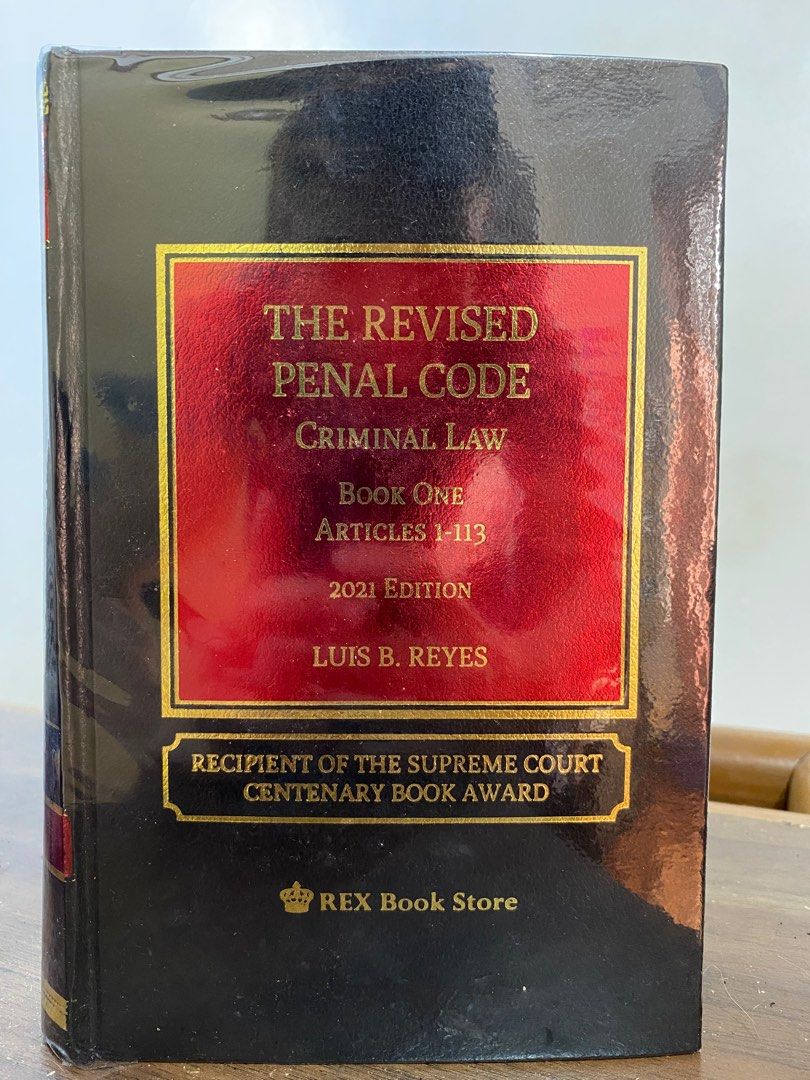 THE REVISED
PENAL CODE
CRIMINAL LAW
BOOK ONE
ARTICLES 1-113
2021 EDITION
LUIS B. REYES
RECIPIENT OF THE SUPREME COURT
CENTENARY BOOK AWARD
REX Book Store